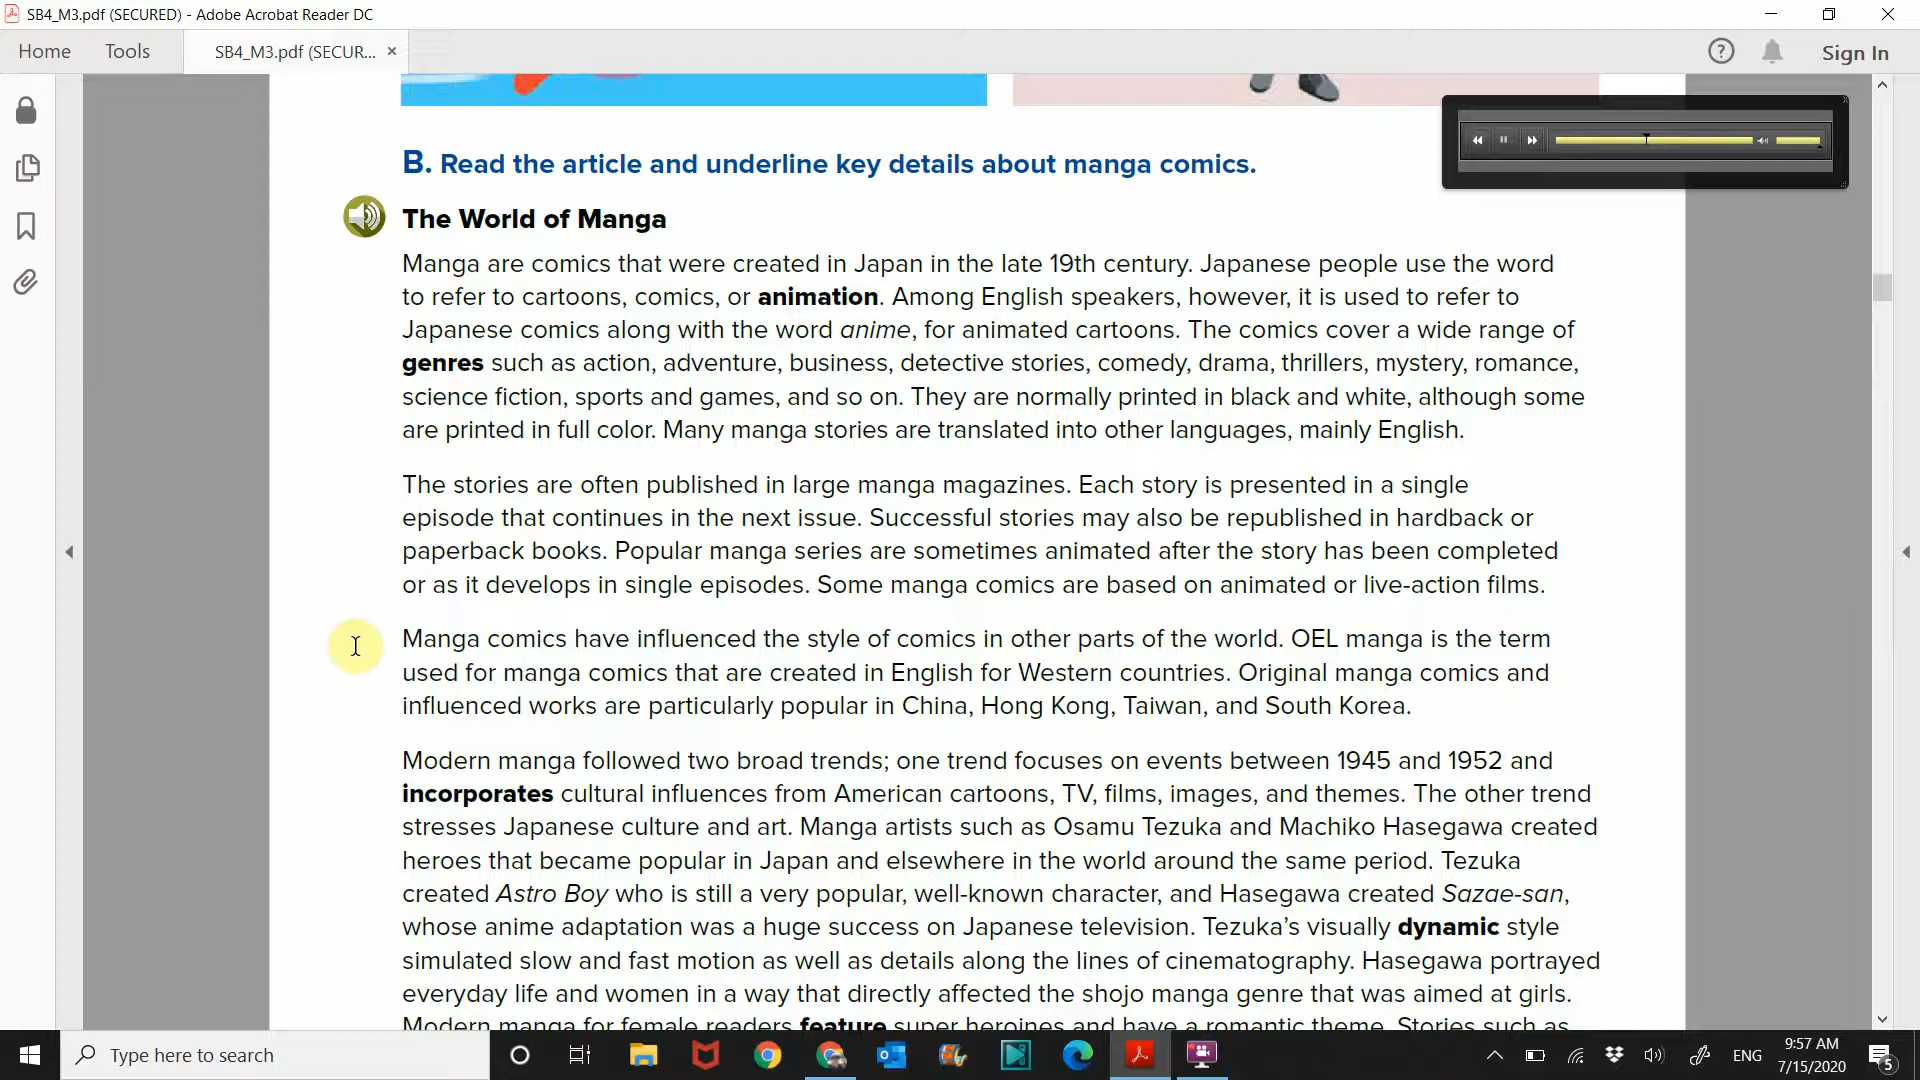 SB4_M3.pdf (SECURED) - Adobe Acrobat Reader DC
Home Tools SB4_M3.pdf (SECUR... × Sign In
B. Read the article and underline key details about manga comics.
The World of Manga
Manga are comics that were created in Japan in the late 19th century. Japanese people use the word
to refer to cartoons, comics, or animation. Among English speakers, however, it is used to refer to
Japanese comics along with the word anime, for animated cartoons. The comics cover a wide range of
genres such as action, adventure, business, detective stories, comedy, drama, thrillers, mystery, romance,
science fiction, sports and games, and so on. They are normally printed in black and white, although some
are printed in full color. Many manga stories are translated into other languages, mainly English.
The stories are often published in large manga magazines. Each story is presented in a single
episode that continues in the next issue. Successful stories may also be republished in hardback or
paperback books. Popular manga series are sometimes animated after the story has been completed
or as it develops in single episodes. Some manga comics are based on animated or live-action films.
Manga comics have influenced the style of comics in other parts of the world. OEL manga is the term
used for manga comics that are created in English for Western countries. Original manga comics and
influenced works are particularly popular in China, Hong Kong, Taiwan, and South Korea.
Modern manga followed two broad trends; one trend focuses on events between 1945 and 1952 and
incorporates cultural influences from American cartoons, TV, films, images, and themes. The other trend
stresses Japanese culture and art. Manga artists such as Osamu Tezuka and Machiko Hasegawa created
heroes that became popular in Japan and elsewhere in the world around the same period. Tezuka
created Astro Boy who is still a very popular, well-known character, and Hasegawa created Sazae-san,
whose anime adaptation was a huge success on Japanese television. Tezuka's visually dynamic style
simulated slow and fast motion as well as details along the lines of cinematography. Hasegawa portrayed
everyday life and women in a way that directly affected the shojo manga genre that was aimed at girls.
Modern manga for female readers feature super heroines and have a romantic theme. Stories such as
Type here to search
ENG
9:57 AM
7/15/2020
5